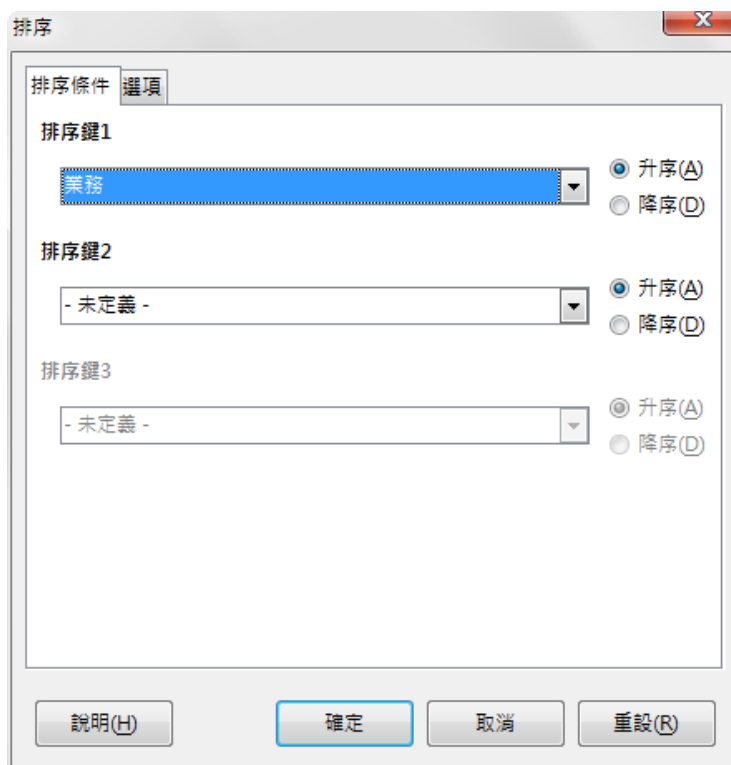 排序
排序條件 選項
排序鍵1
業務
升序(A)
降序(D)
排序鍵2
- 未定義 -
升序(A)
降序(D)
排序鍵3
- 未定義 -
升序(A)
降序(D)
說明(H) 確定 取消 重設(R)